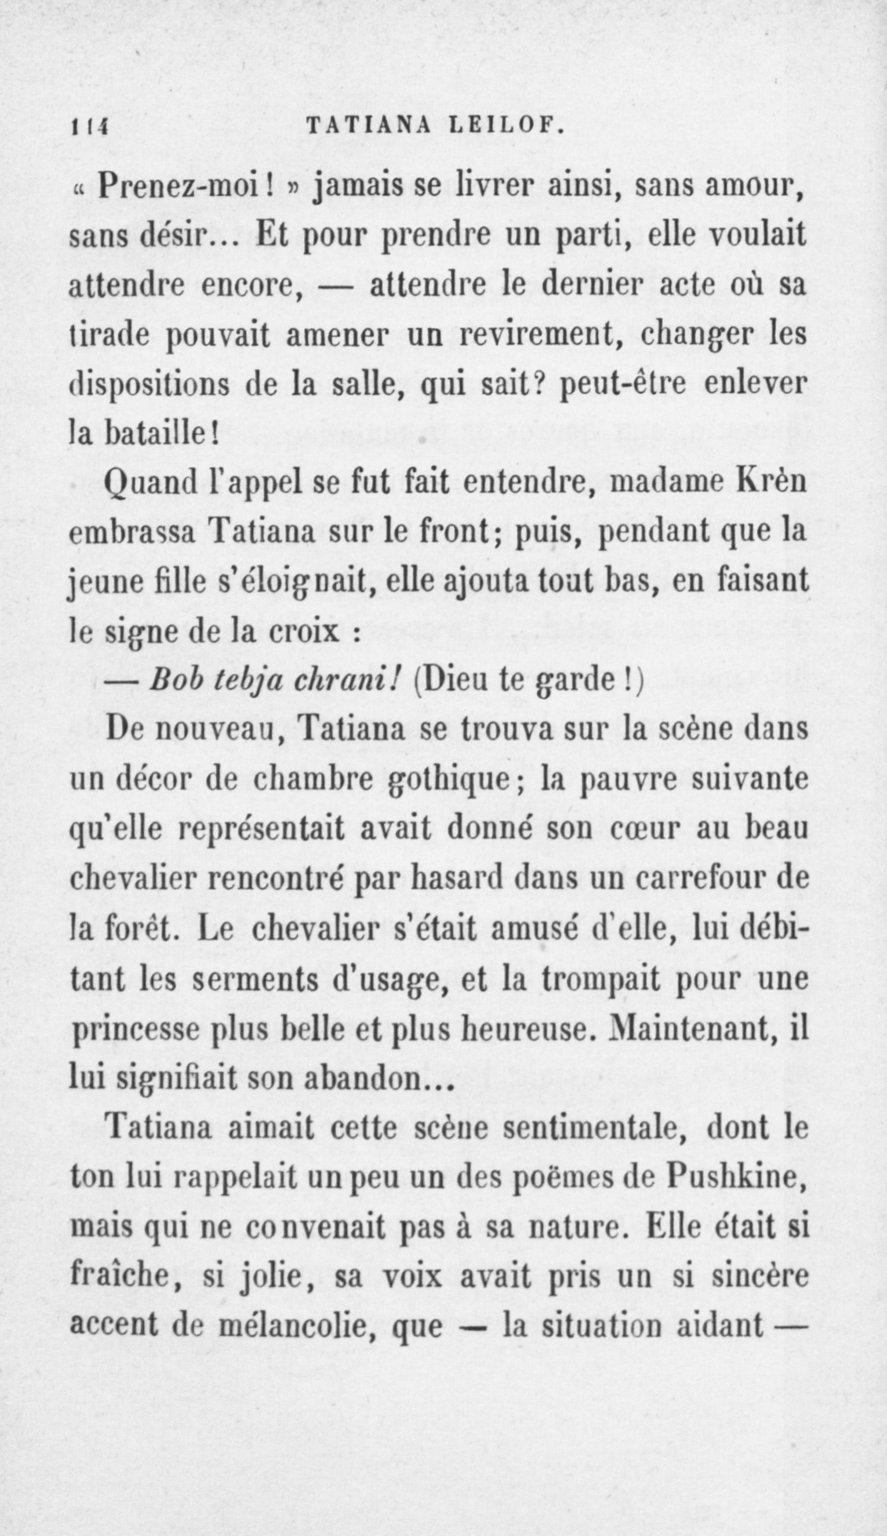 114 TATIANA LEILOF.
« Prenez-moi ! » jamais se livrer ainsi, sans amour,
sans désir... Et pour prendre un parti, elle voulait
attendre encore, — attendre le dernier acte où sa
tirade pouvait amener un revirement, changer les
dispositions de la salle, qui sait? peut-être enlever
la bataille!
Quand l'appel se fut fait entendre, madame Krèn
embrassa Tatiana sur le front; puis, pendant que la
jeune fille s'éloignait, elle ajouta tout bas, en faisant
le signe de la croix :
— Bob tebja chrani! (Dieu te garde !)
De nouveau, Tatiana se trouva sur la scène dans
un décor de chambre gothique; la pauvre suivante
qu'elle représentait avait donné son cœur au beau
chevalier rencontré par hasard dans un carrefour de
la forêt. Le chevalier s'était amusé d'elle, lui débi-
tant les serments d'usage, et la trompait pour une
princesse plus belle et plus heureuse. Maintenant, il
lui signifiait son abandon...
Tatiana aimait cette scène sentimentale, dont le
ton lui rappelait un peu un des poëmes de Pushkine,
mais qui ne convenait pas à sa nature. Elle était si
fraîche, si jolie, sa voix avait pris un si sincère
accent de mélancolie, que — la situation aidant —